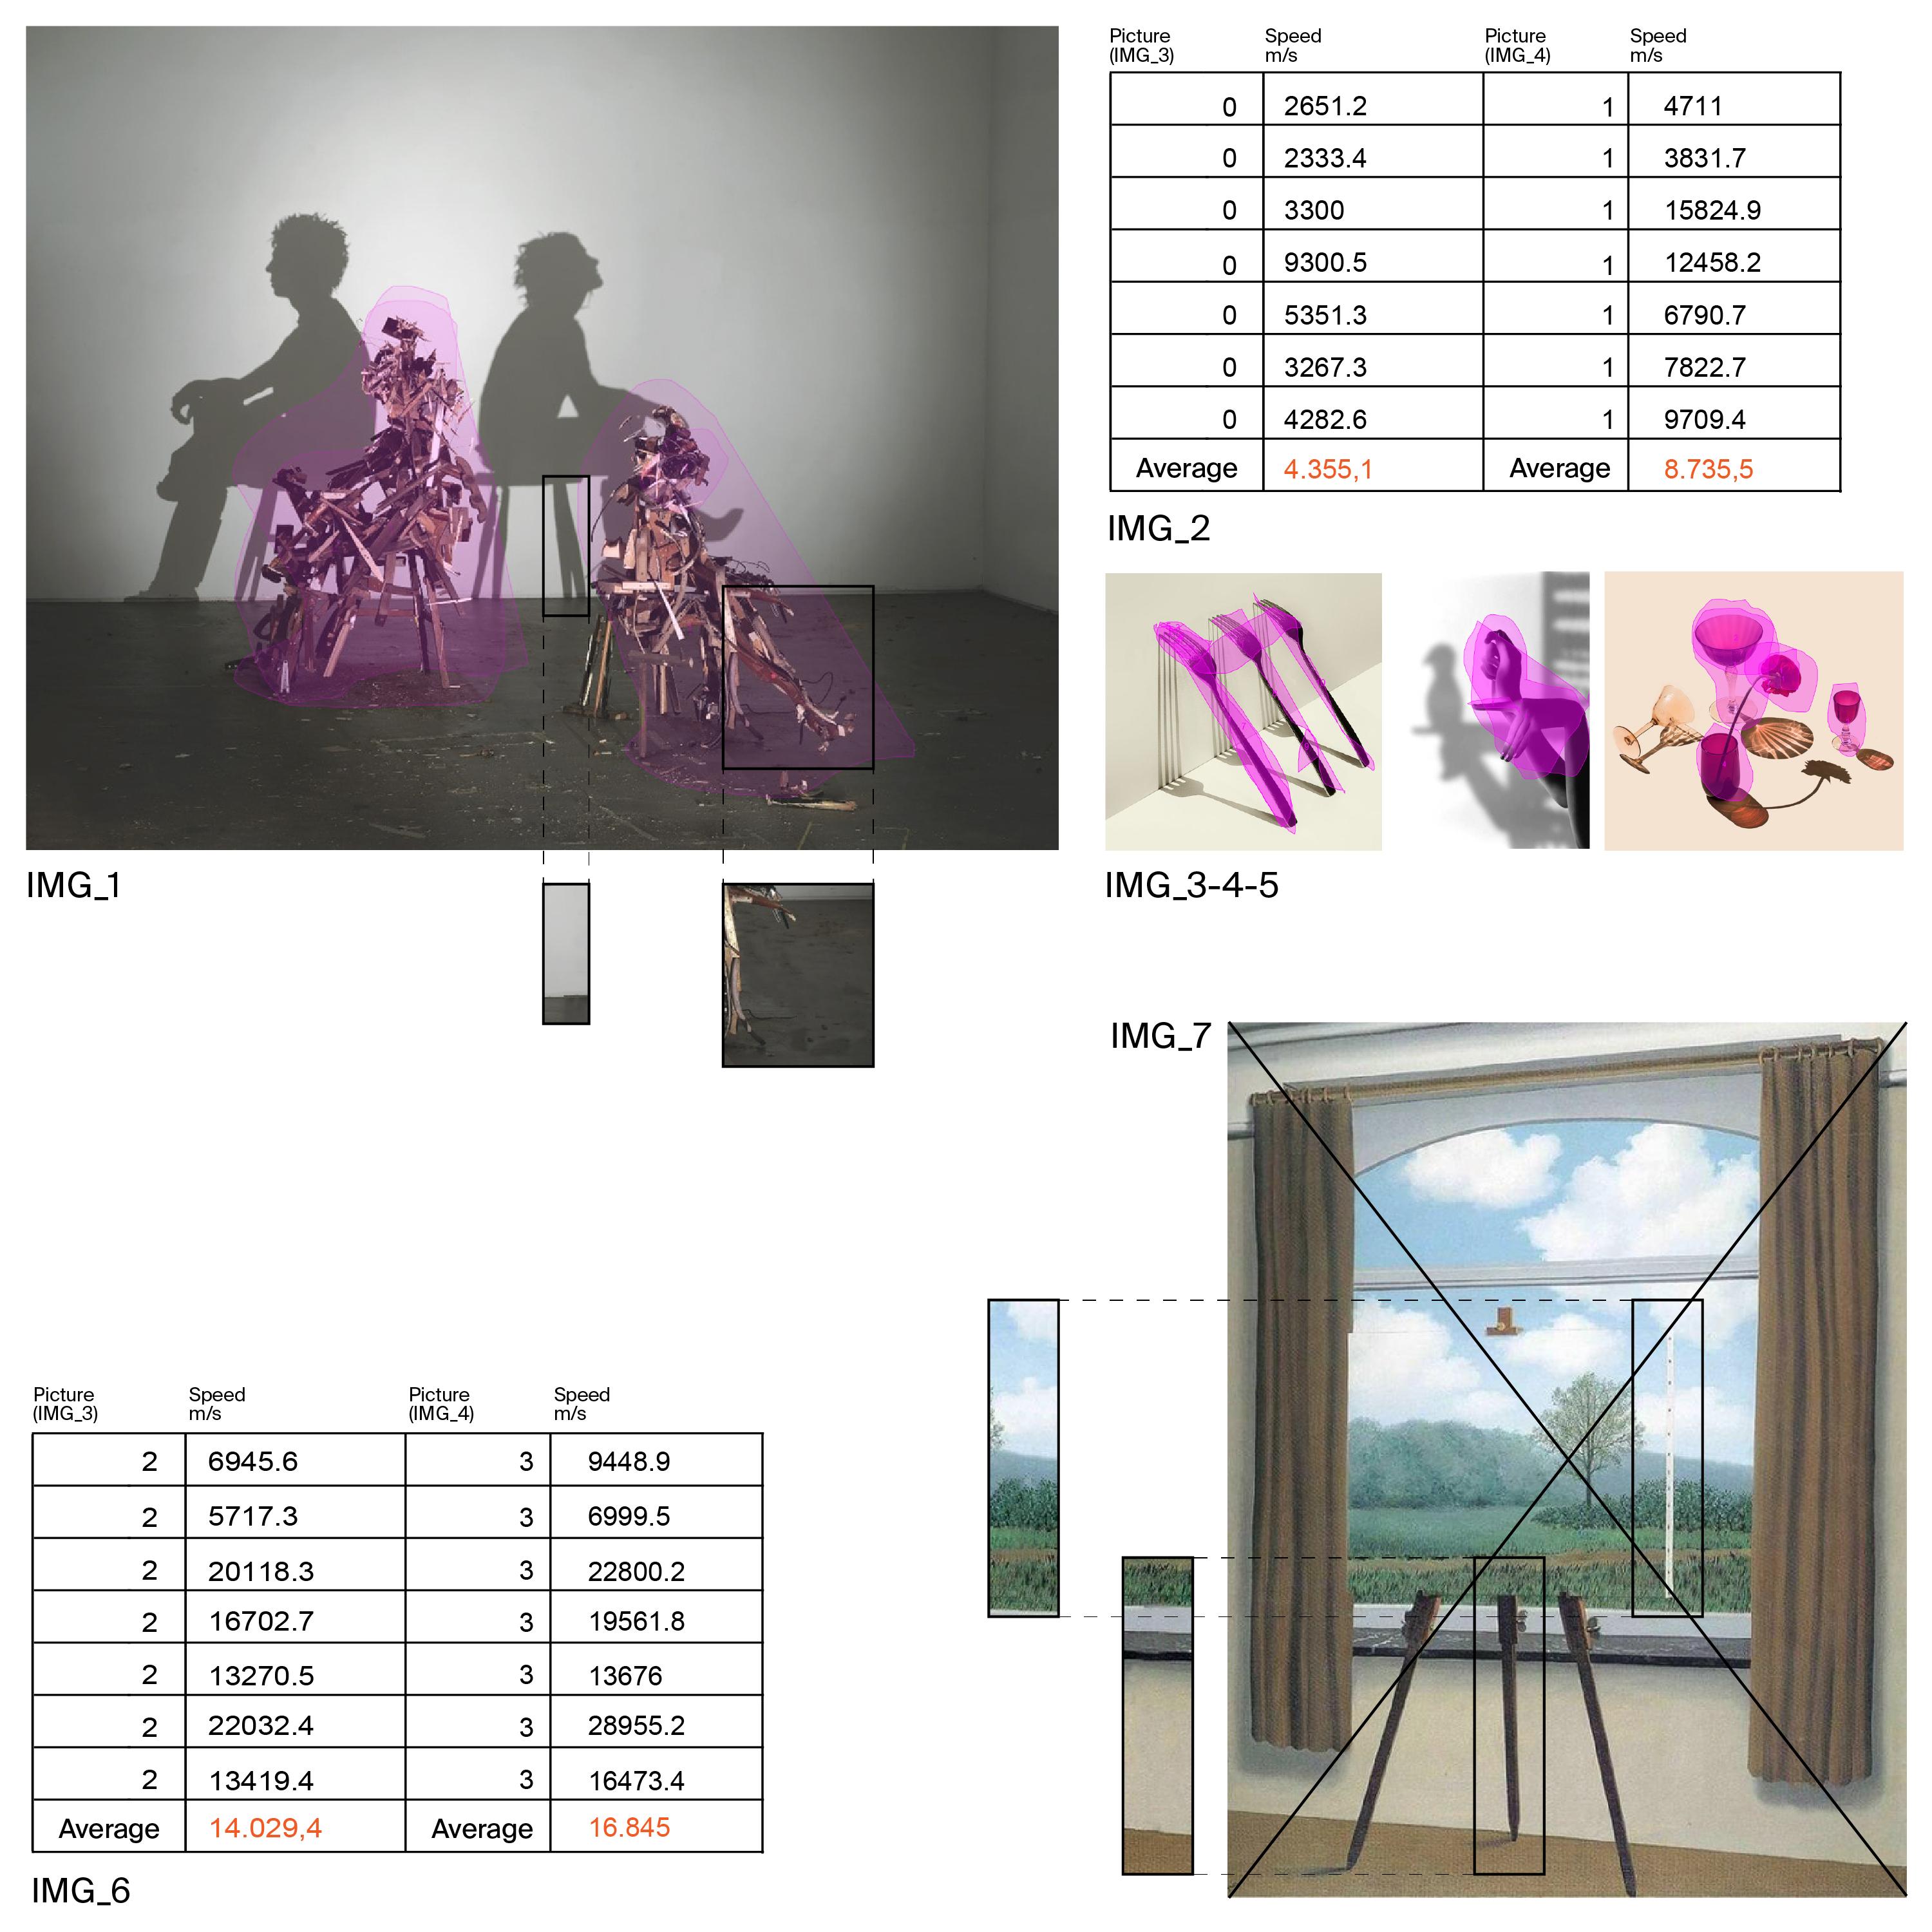 Picture (IMG_3) Speed m/s Picture (IMG_4) Speed m/s
0 2651.2 1 4711
0 2333.4 1 3831.7
0 3300 1 15824.9
0 9300.5 1 12458.2
0 5351.3 1 6790.7
0 3267.3 1 7822.7
0 4282.6 1 9709.4
Average 4.355,1 Average 8.735,5
IMG_2
IMG_1
IMG_3-4-5
IMG_7
Picture (IMG_3) Speed m/s Picture (IMG_4) Speed m/s
2 6945.6 3 9448.9
2 5717.3 3 6999.5
2 20118.3 3 22800.2
2 16702.7 3 19561.8
2 13270.5 3 13676
2 22032.4 3 28955.2
2 13419.4 3 16473.4
Average 14.029,4 Average 16.845
IMG_6